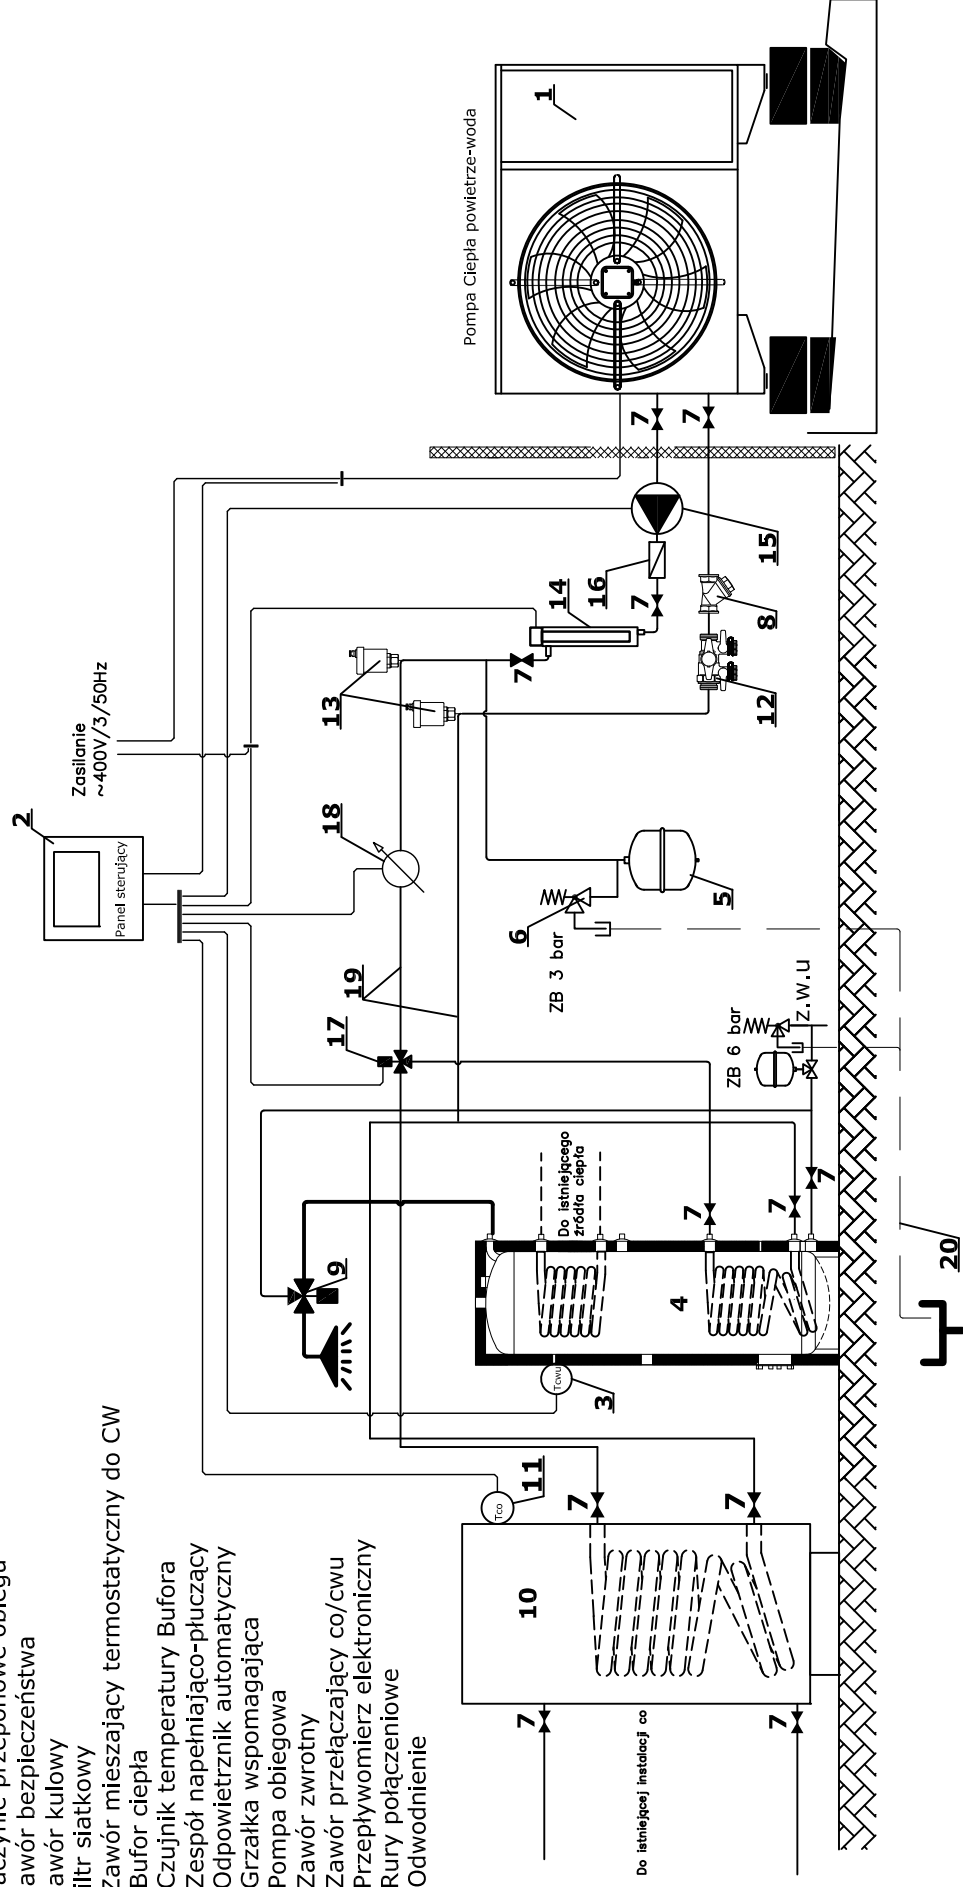 aczynie przeponowe obiegu
awór bezpieczeństwa
awór kulowy
iltr siatkowy
Zawór mieszający termostatyczny do CW
Bufor ciepła
Czujnik temperatury Bufora
Zespół napełniająco-płuczący
Odpowietrznik automatyczny
Grzałka wspomagająca
Pompa obiegowa
Zawór zwrotny
Zawór przełączający co/cwu
Przepływomierz elektroniczny
Rury połączeniowe
Odwodnienie
2
Panel sterujący
Zasilanie
~400V/3/50Hz
Pompa Ciepła powietrze-woda
1
7
7
15
16
14
7
8
12
13
7
18
5
6
ZB 3 bar
19
17
ZB 6 bar
z.w.u
Do istniejącego
źródła ciepła
7
7
7
9
4
Tcwu
3
20
Tco
11
7
7
10
7
7
Do istniejącej instalacji co